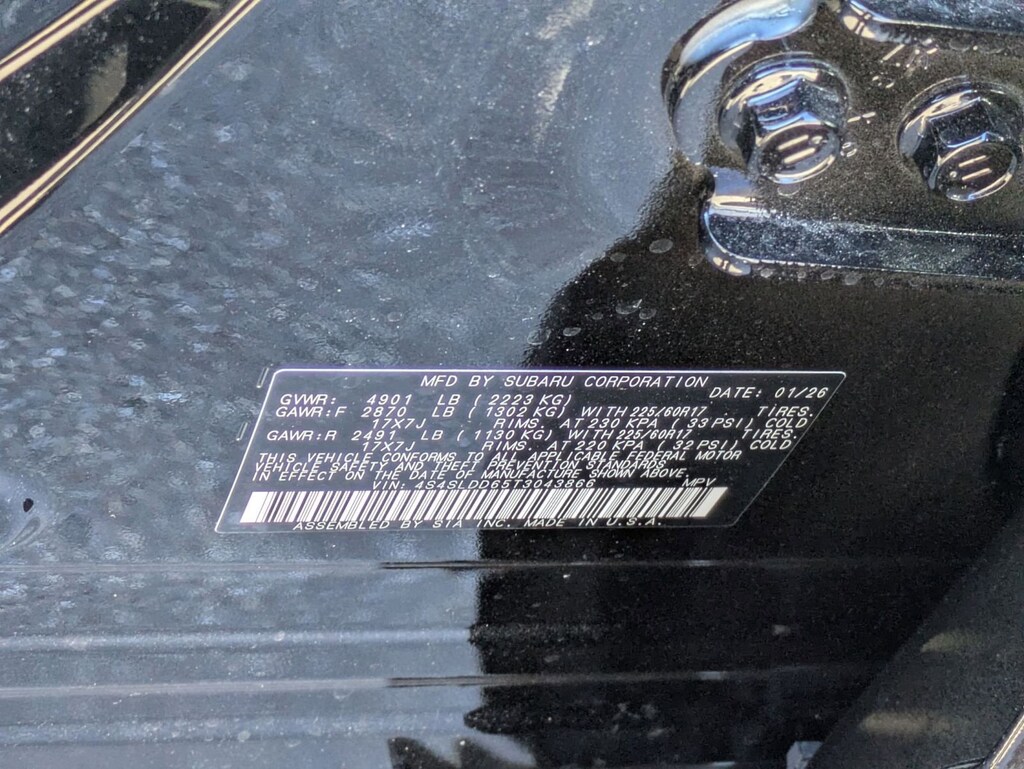 MFD BY SUBARU CORPORATION DATE: 01/26
GVWR: 4901 LB (2223 KG)
GAWR:F 2870 LB (1302 KG) WITH 225/60R17 TIRES.
17X7J RIMS. AT 230 KPA (33 PSI) COLD
GAWR:R 2491 LB (1130 KG) WITH 225/60R17 TIRES.
17X7J RIMS. AT 220 KPA (32 PSI) COLD
THIS VEHICLE CONFORMS TO ALL APPLICABLE FEDERAL MOTOR
VEHICLE SAFETY AND THEFT PREVENTION STANDARDS
IN EFFECT ON THE DATE OF MANUFACTURE SHOWN ABOVE.
VIN: 4S4SLDD65T3043866 MPV
ASSEMBLED BY SIA INC. MADE IN U.S.A.